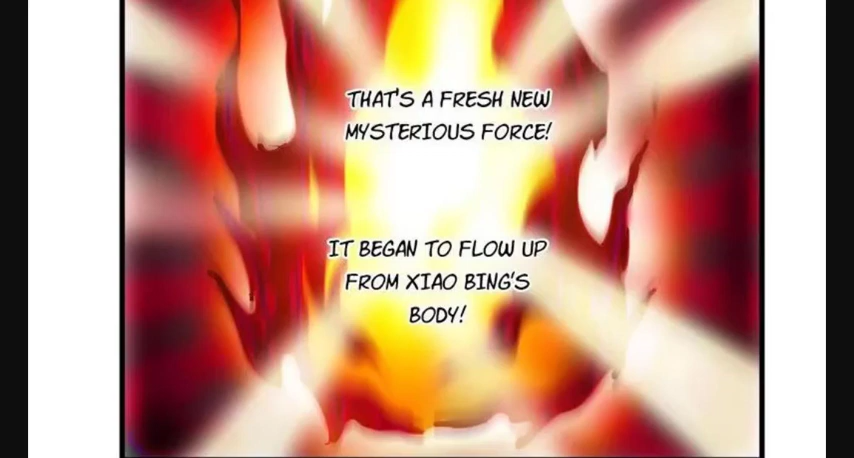 THAT'S A FRESH NEW
MYSTERIOUS FORCE!
IT BEGAN TO FLOW UP
FROM XIAO BING'S
BODY!